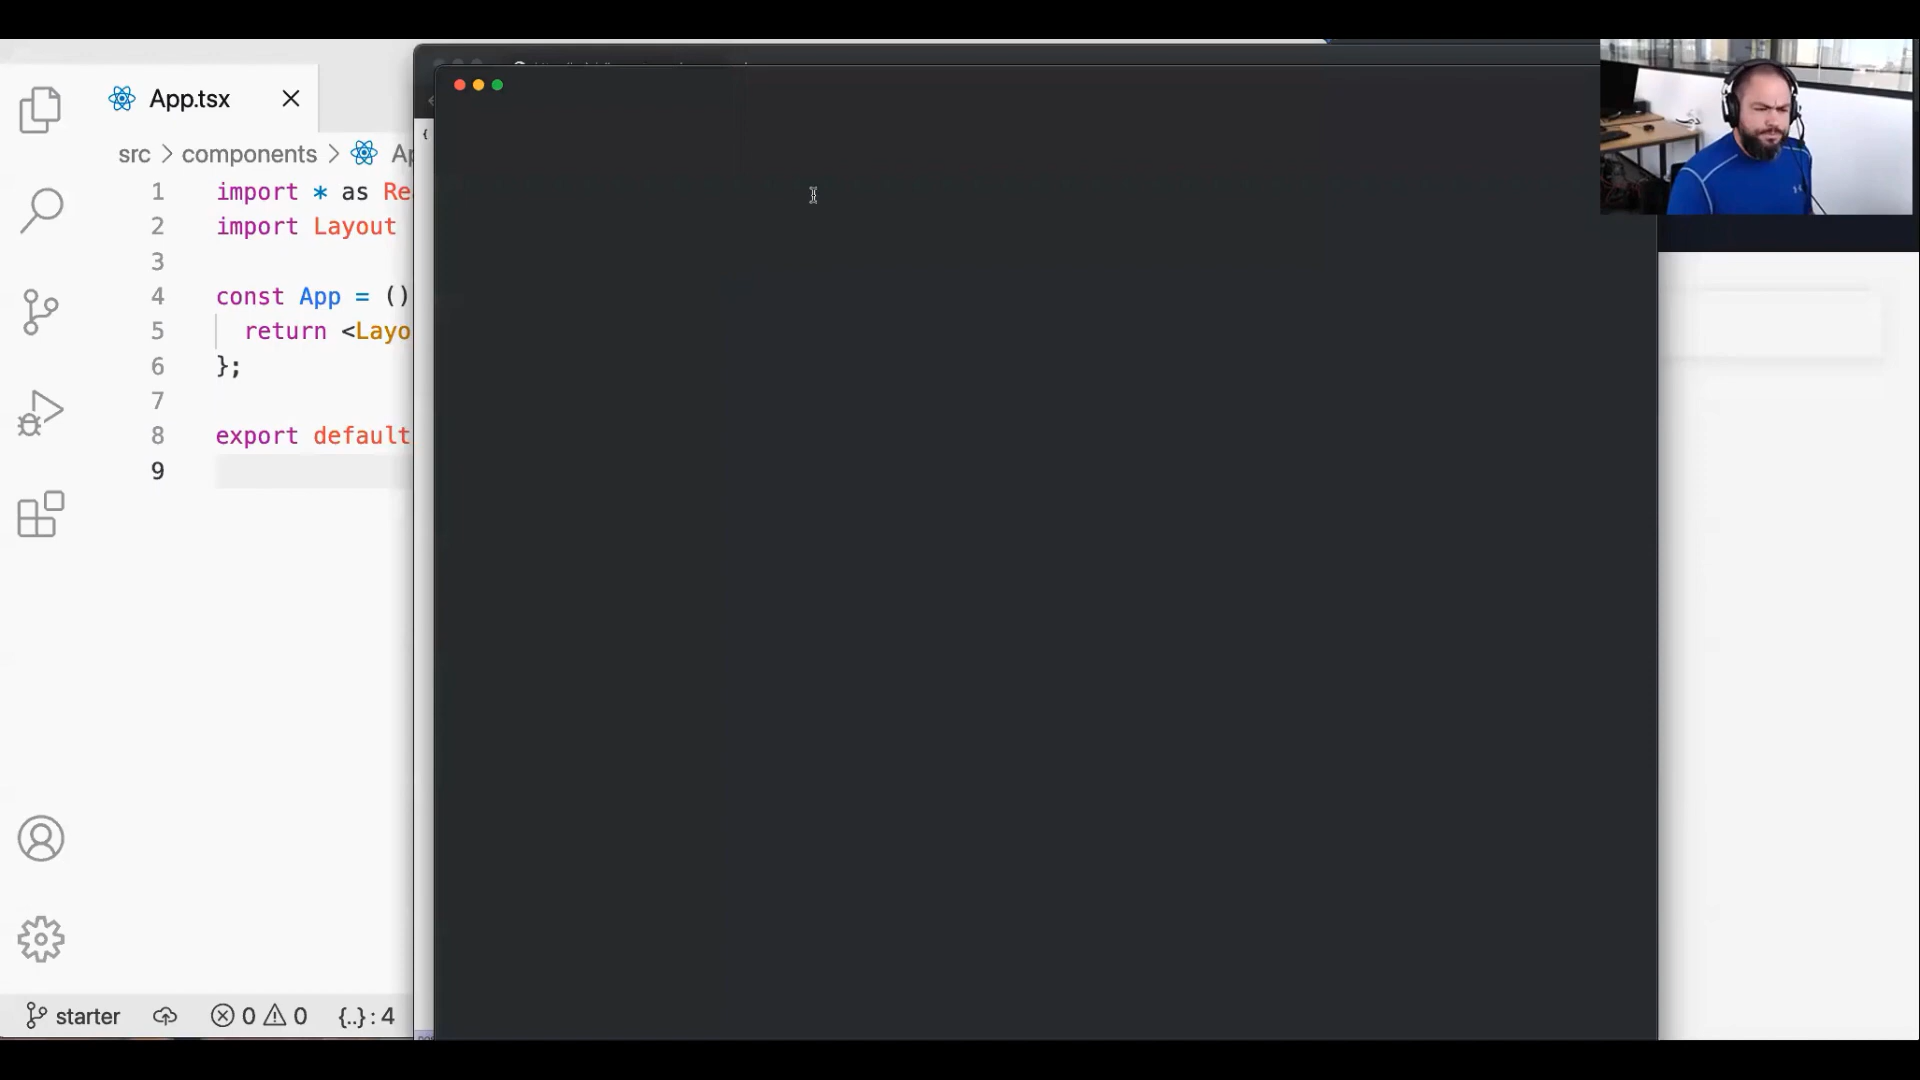 App.tsx
src > components > Ap
1 import * as Re
2 import Layout
3
4 const App = ()
5 return <Layo
6 };
7
8 export default
9
{
starter 0 0 {..} : 4